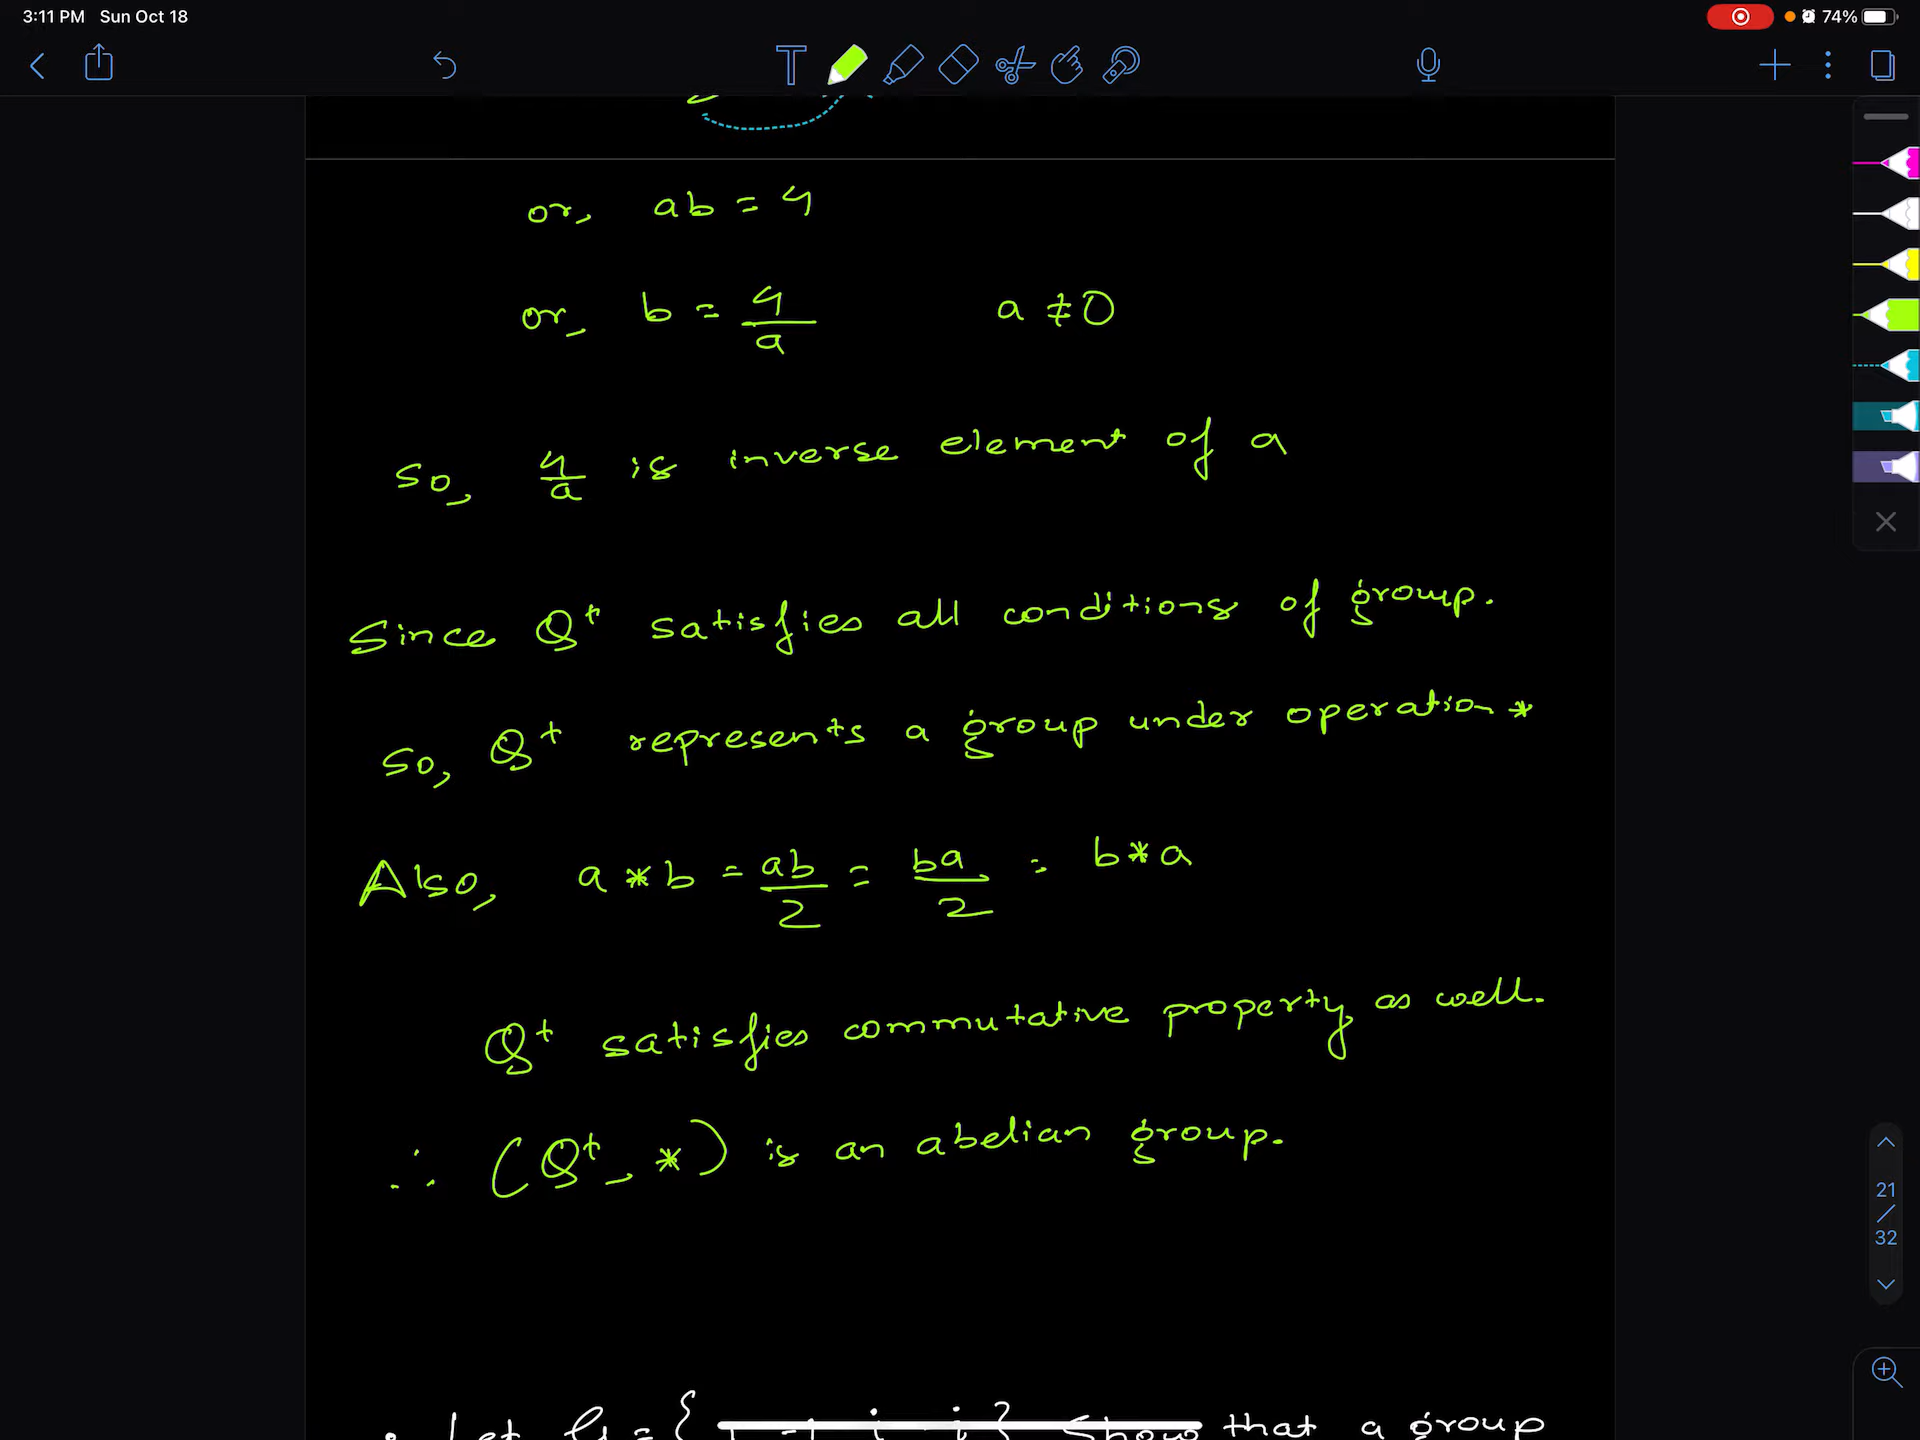 3:11 PM Sun Oct 18
74%
or, ab = 4
or, b = 4/a a ≠ 0
So, 4/a is inverse element of a
Since Q⁺ satisfies all conditions of group.
So, Q⁺ represents a group under operation *
Also, a * b = ab/2 = ba/2 = b * a
Q⁺ satisfies commutative property as well.
∴ (Q⁺, *) is an abelian group.
21
/
32
Let G = { } Show that a group